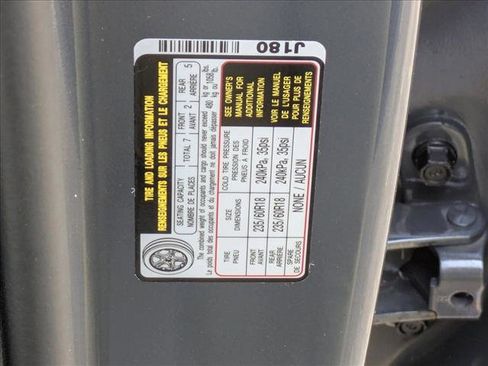 J180
TIRE AND LOADING INFORMATION
RENSEIGNEMENTS SUR LES PNEUS ET LE CHARGEMENT
SEATING CAPACITY
NOMBRE DE PLACES
TOTAL 7
FRONT
AVANT
2
REAR
ARRIÈRE
5
The combined weight of occupants and cargo should never exceed
Le poids total des occupants et du chargement ne doit jamais dépasser
480 kg or 1058 lbs.
TIRE
PNEU
SIZE
DIMENSIONS
COLD TIRE PRESSURE
PRESSION DES
PNEUS A FROID
FRONT
AVANT
235/60R18
240kPa, 35psi
REAR
ARRIÈRE
235/60R18
240kPa, 35psi
SPARE
DE SECOURS
NONE / AUCUN
SEE OWNER'S
MANUAL FOR
ADDITIONAL
INFORMATION
VOIR LE MANUEL
DE L'USAGER
POUR PLUS DE
RENSEIGNEMENTS